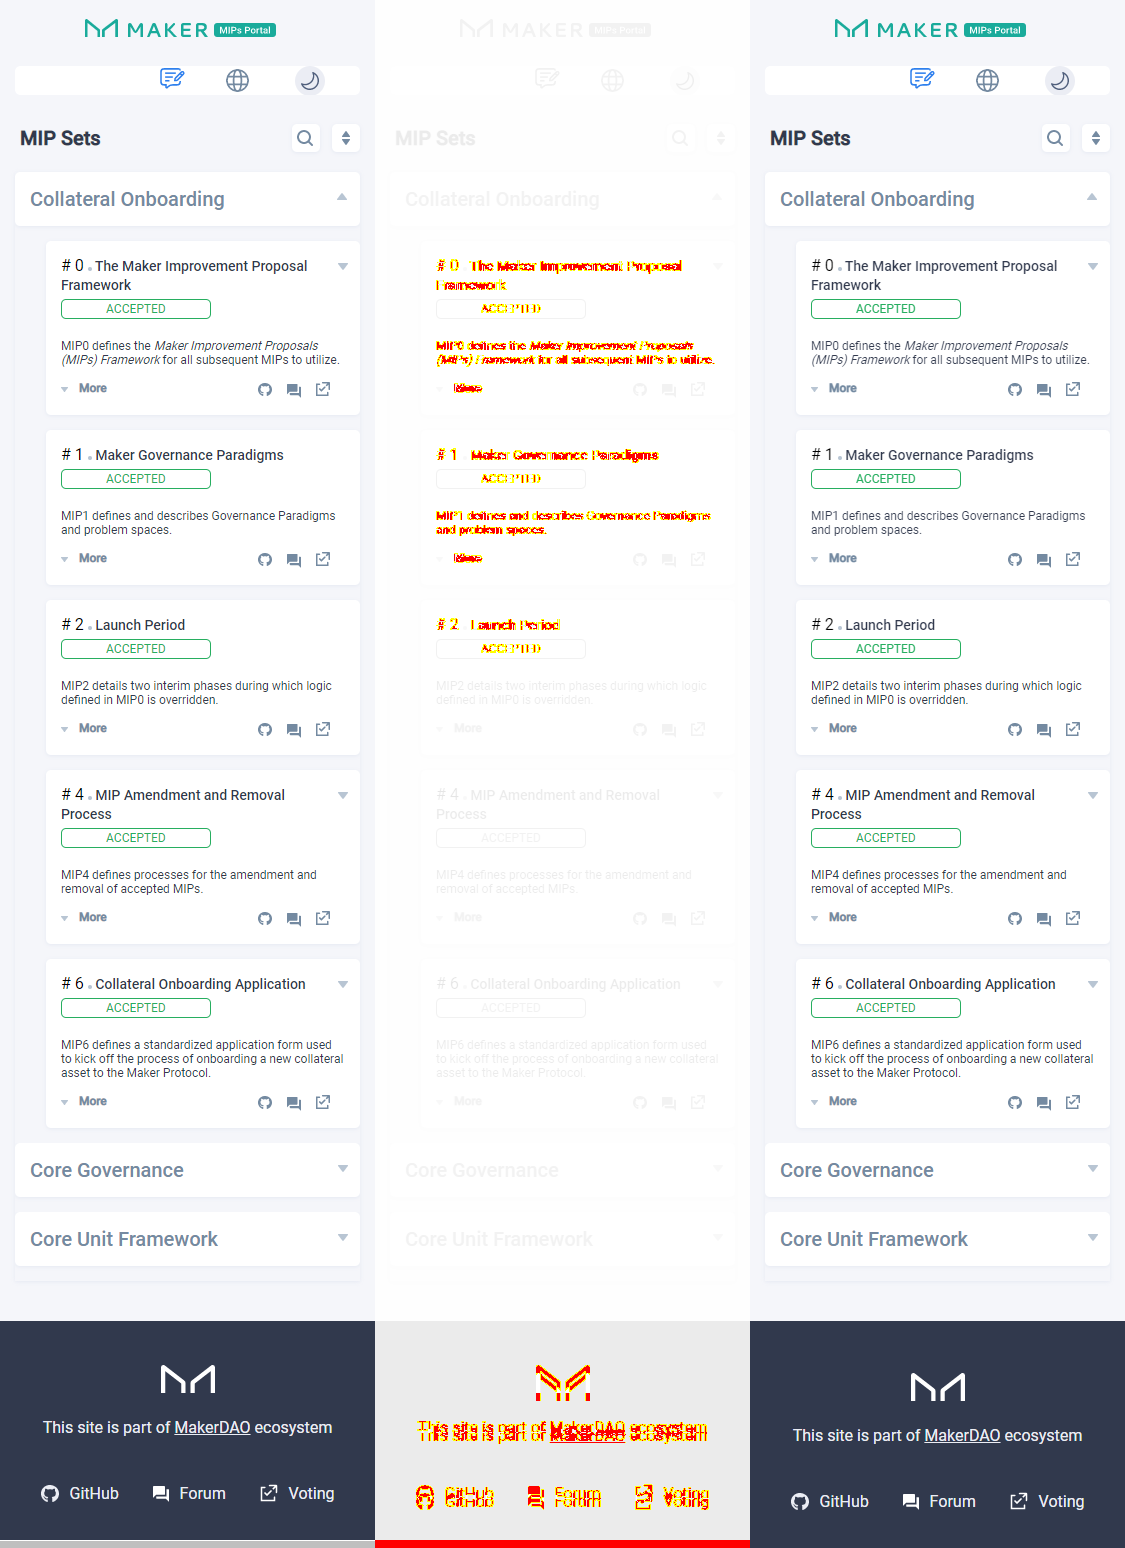 MAKER MIPs Portal
MIP Sets
Collateral Onboarding
# 0 . The Maker Improvement Proposal
Framework
ACCEPTED
MIP0 defines the Maker Improvement Proposals
(MIPs) Framework for all subsequent MIPs to utilize.
More
# 1 . Maker Governance Paradigms
ACCEPTED
MIP1 defines and describes Governance Paradigms
and problem spaces.
More
# 2 . Launch Period
ACCEPTED
MIP2 details two interim phases during which logic
defined in MIP0 is overridden.
More
# 4 . MIP Amendment and Removal
Process
ACCEPTED
MIP4 defines processes for the amendment and
removal of accepted MIPs.
More
# 6 . Collateral Onboarding Application
ACCEPTED
MIP6 defines a standardized application form used
to kick off the process of onboarding a new collateral
asset to the Maker Protocol.
More
Core Governance
Core Unit Framework
This site is part of MakerDAO ecosystem
GitHub Forum Voting
MAKER MIPs Portal
MIP Sets
Collateral Onboarding
# 0 . The Maker Improvement Proposal
Framework
ACCEPTED
MIP0 defines the Maker Improvement Proposals
(MIPs) Framework for all subsequent MIPs to utilize.
More
# 1 . Maker Governance Paradigms
ACCEPTED
MIP1 defines and describes Governance Paradigms
and problem spaces.
More
# 2 . Launch Period
ACCEPTED
MIP2 details two interim phases during which logic
defined in MIP0 is overridden.
More
# 4 . MIP Amendment and Removal
Process
ACCEPTED
MIP4 defines processes for the amendment and
removal of accepted MIPs.
More
# 6 . Collateral Onboarding Application
ACCEPTED
MIP6 defines a standardized application form used
to kick off the process of onboarding a new collateral
asset to the Maker Protocol.
More
Core Governance
Core Unit Framework
This site is part of MakerDAO ecosystem
GitHub Forum Voting
MAKER MIPs Portal
MIP Sets
Collateral Onboarding
# 0 . The Maker Improvement Proposal
Framework
ACCEPTED
MIP0 defines the Maker Improvement Proposals
(MIPs) Framework for all subsequent MIPs to utilize.
More
# 1 . Maker Governance Paradigms
ACCEPTED
MIP1 defines and describes Governance Paradigms
and problem spaces.
More
# 2 . Launch Period
ACCEPTED
MIP2 details two interim phases during which logic
defined in MIP0 is overridden.
More
# 4 . MIP Amendment and Removal
Process
ACCEPTED
MIP4 defines processes for the amendment and
removal of accepted MIPs.
More
# 6 . Collateral Onboarding Application
ACCEPTED
MIP6 defines a standardized application form used
to kick off the process of onboarding a new collateral
asset to the Maker Protocol.
More
Core Governance
Core Unit Framework
This site is part of MakerDAO ecosystem
GitHub Forum Voting